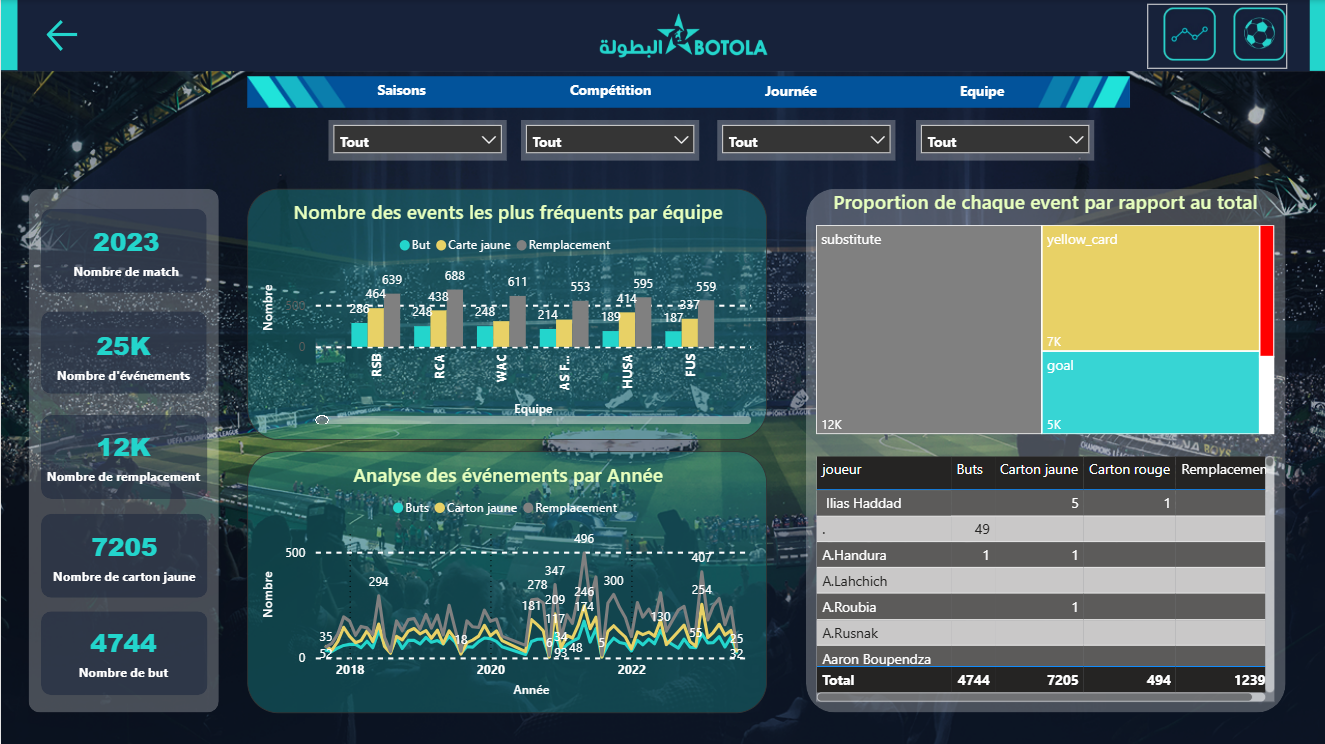 البطولة BOTOLA
Saisons Compétition Journée Equipe
Tout Tout Tout Tout
2023
Nombre de match
25K
Nombre d'événements
12K
Nombre de remplacement
7205
Nombre de carton jaune
4744
Nombre de but
Nombre des events les plus fréquents par équipe
But Carte jaune Remplacement
Nombre
500
0
286 464 639
248 438 688
248 611
214 553
189 414 595
187 337 559
RSB RCA WAC AS F... HUSA FUS
Equipe
Analyse des événements par Année
Buts Carton jaune Remplacement
Nombre
500
0
35
52
294
18
181
278
347
209
117
34
6
93
48
496
246
174
5
300
130
407
254
55
25
32
2018 2020 2022
Année
Proportion de chaque event par rapport au total
substitute
12K
yellow_card
7K
goal
5K
joueur Buts Carton jaune Carton rouge Remplacemen
Ilias Haddad 5 1
. 49
A.Handura 1 1
A.Lahchich
A.Roubia 1
A.Rusnak
Aaron Boupendza
Total 4744 7205 494 1239